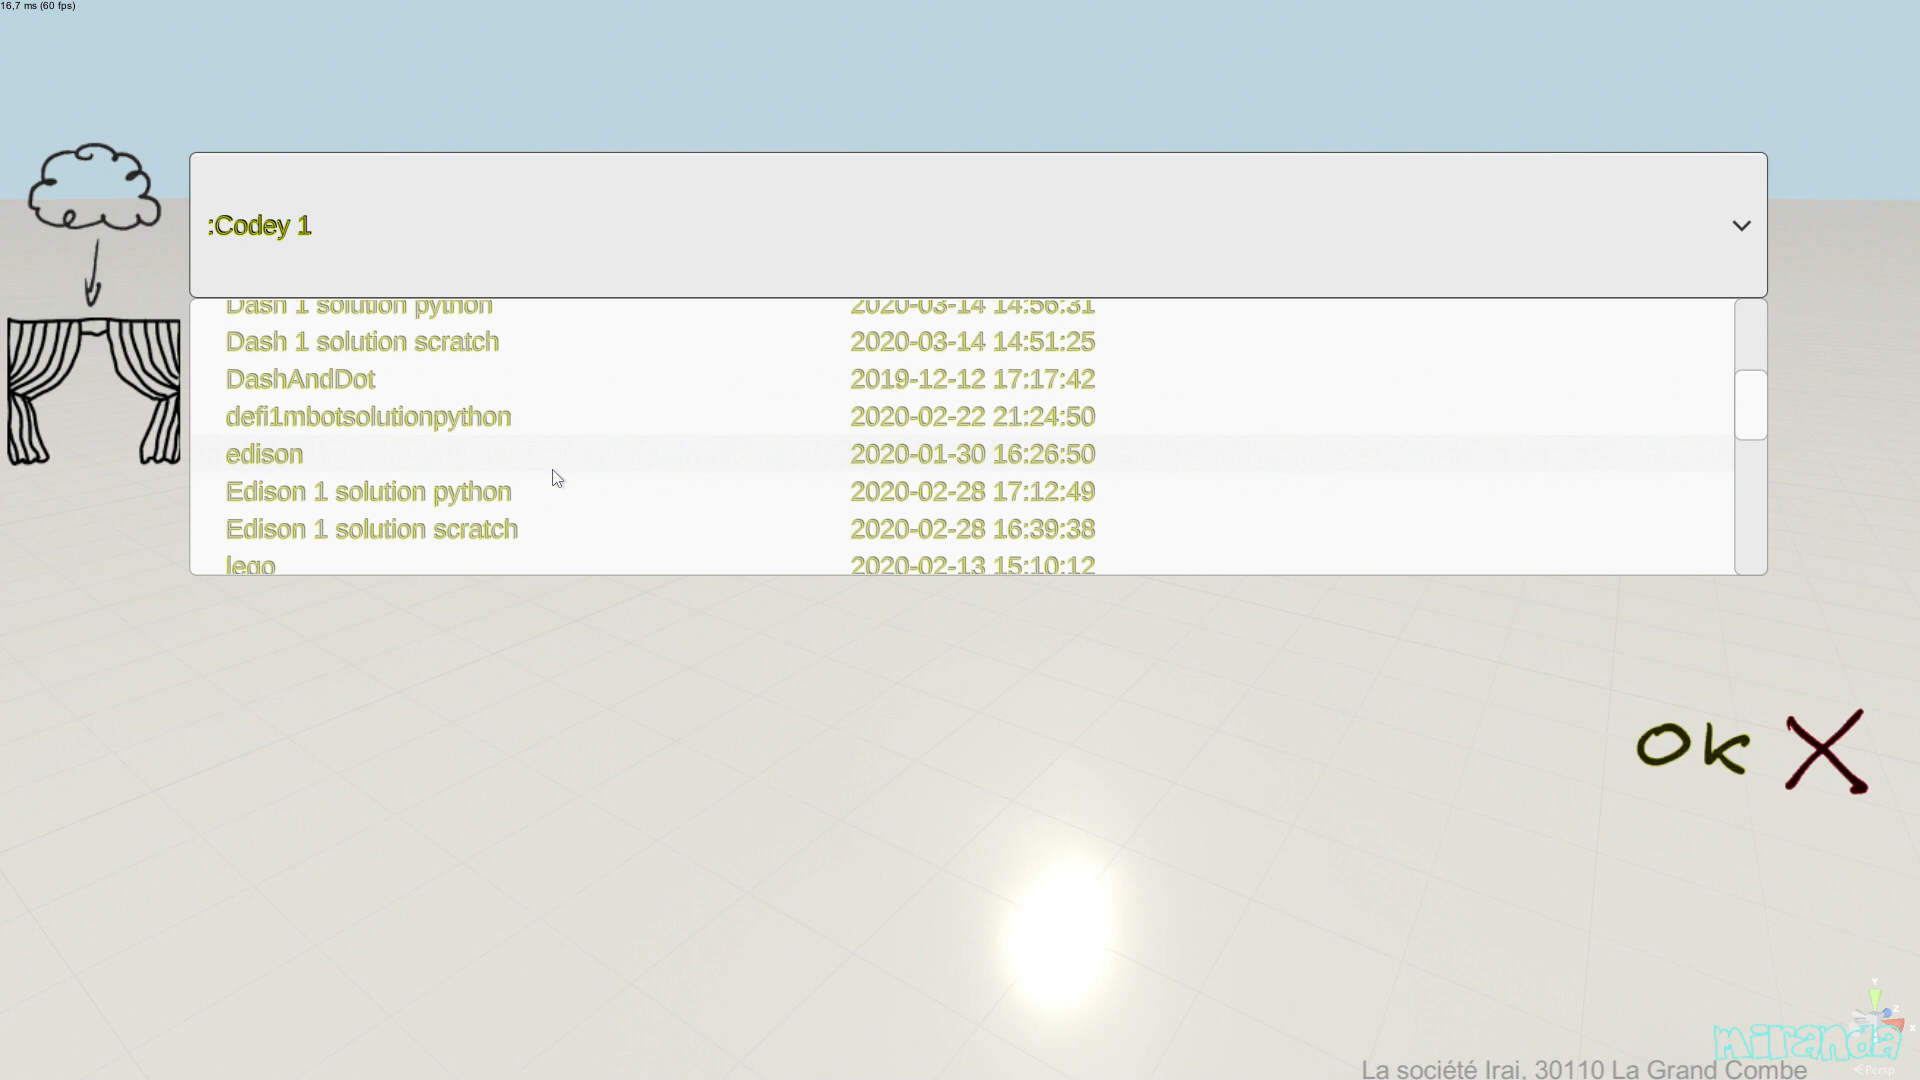 16,7 ms (60 fps)
:Codey 1
Dash 1 solution python 2020-03-14 14:56:31
Dash 1 solution scratch 2020-03-14 14:51:25
DashAndDot 2019-12-12 17:17:42
defi1mbotsolutionpython 2020-02-22 21:24:50
edison 2020-01-30 16:26:50
Edison 1 solution python 2020-02-28 17:12:49
Edison 1 solution scratch 2020-02-28 16:39:38
lego 2020-02-13 15:10:12
OK X
Y
Z
X
miranda
La société Irai, 30110 La Grand Combe
Persp